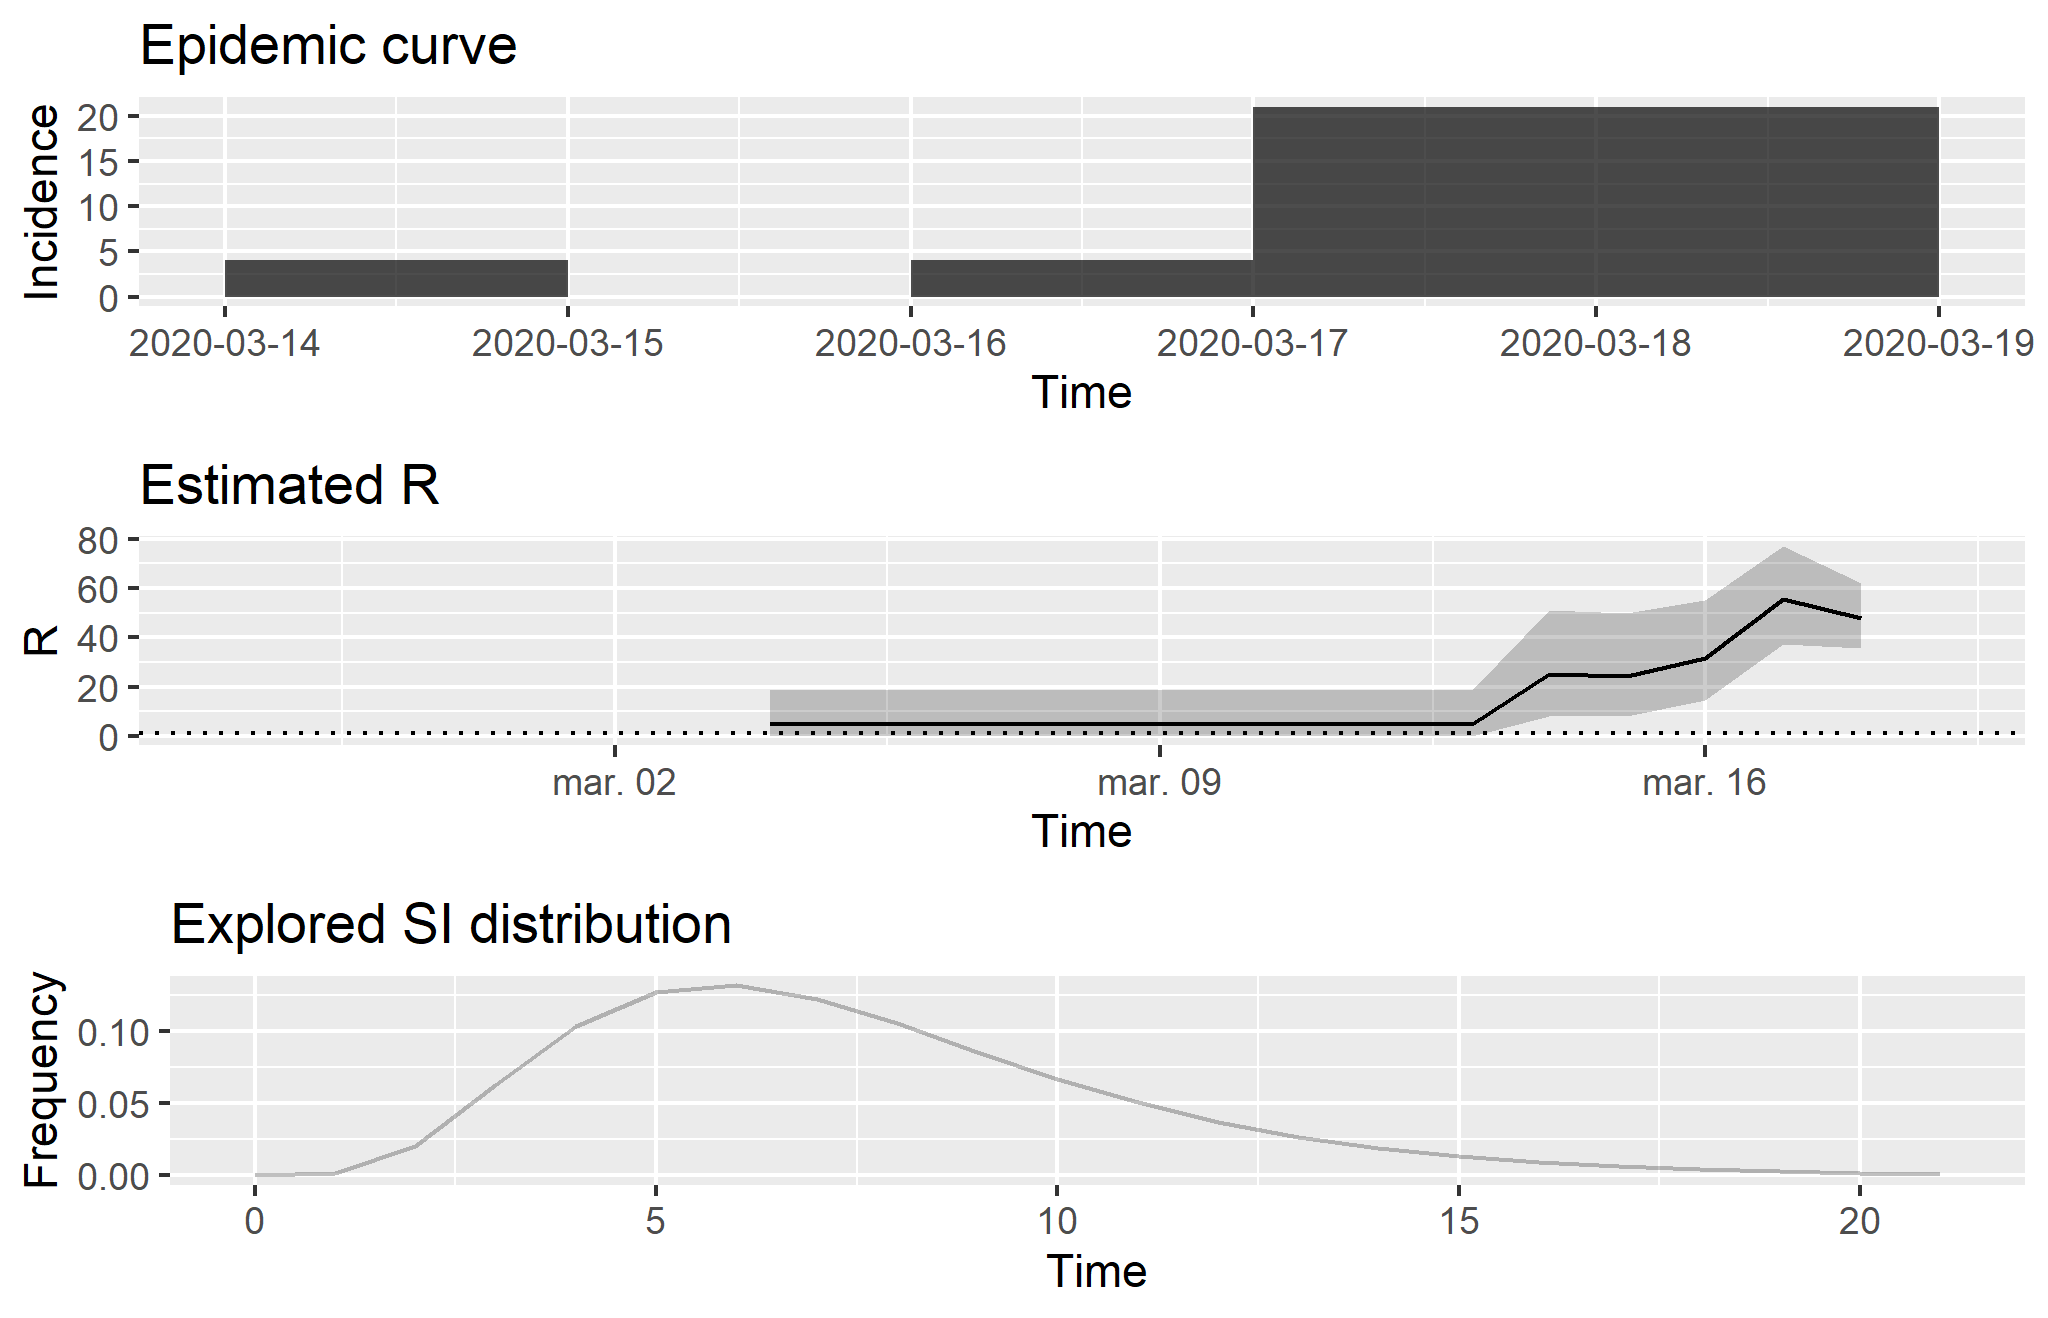 Epidemic curve
Incidence
20
15
10
5
0
2020-03-14 2020-03-15 2020-03-16 2020-03-17 2020-03-18 2020-03-19
Time
Estimated R
R
80
60
40
20
0
mar. 02 mar. 09 mar. 16
Time
Explored SI distribution
Frequency
0.10
0.05
0.00
0 5 10 15 20
Time